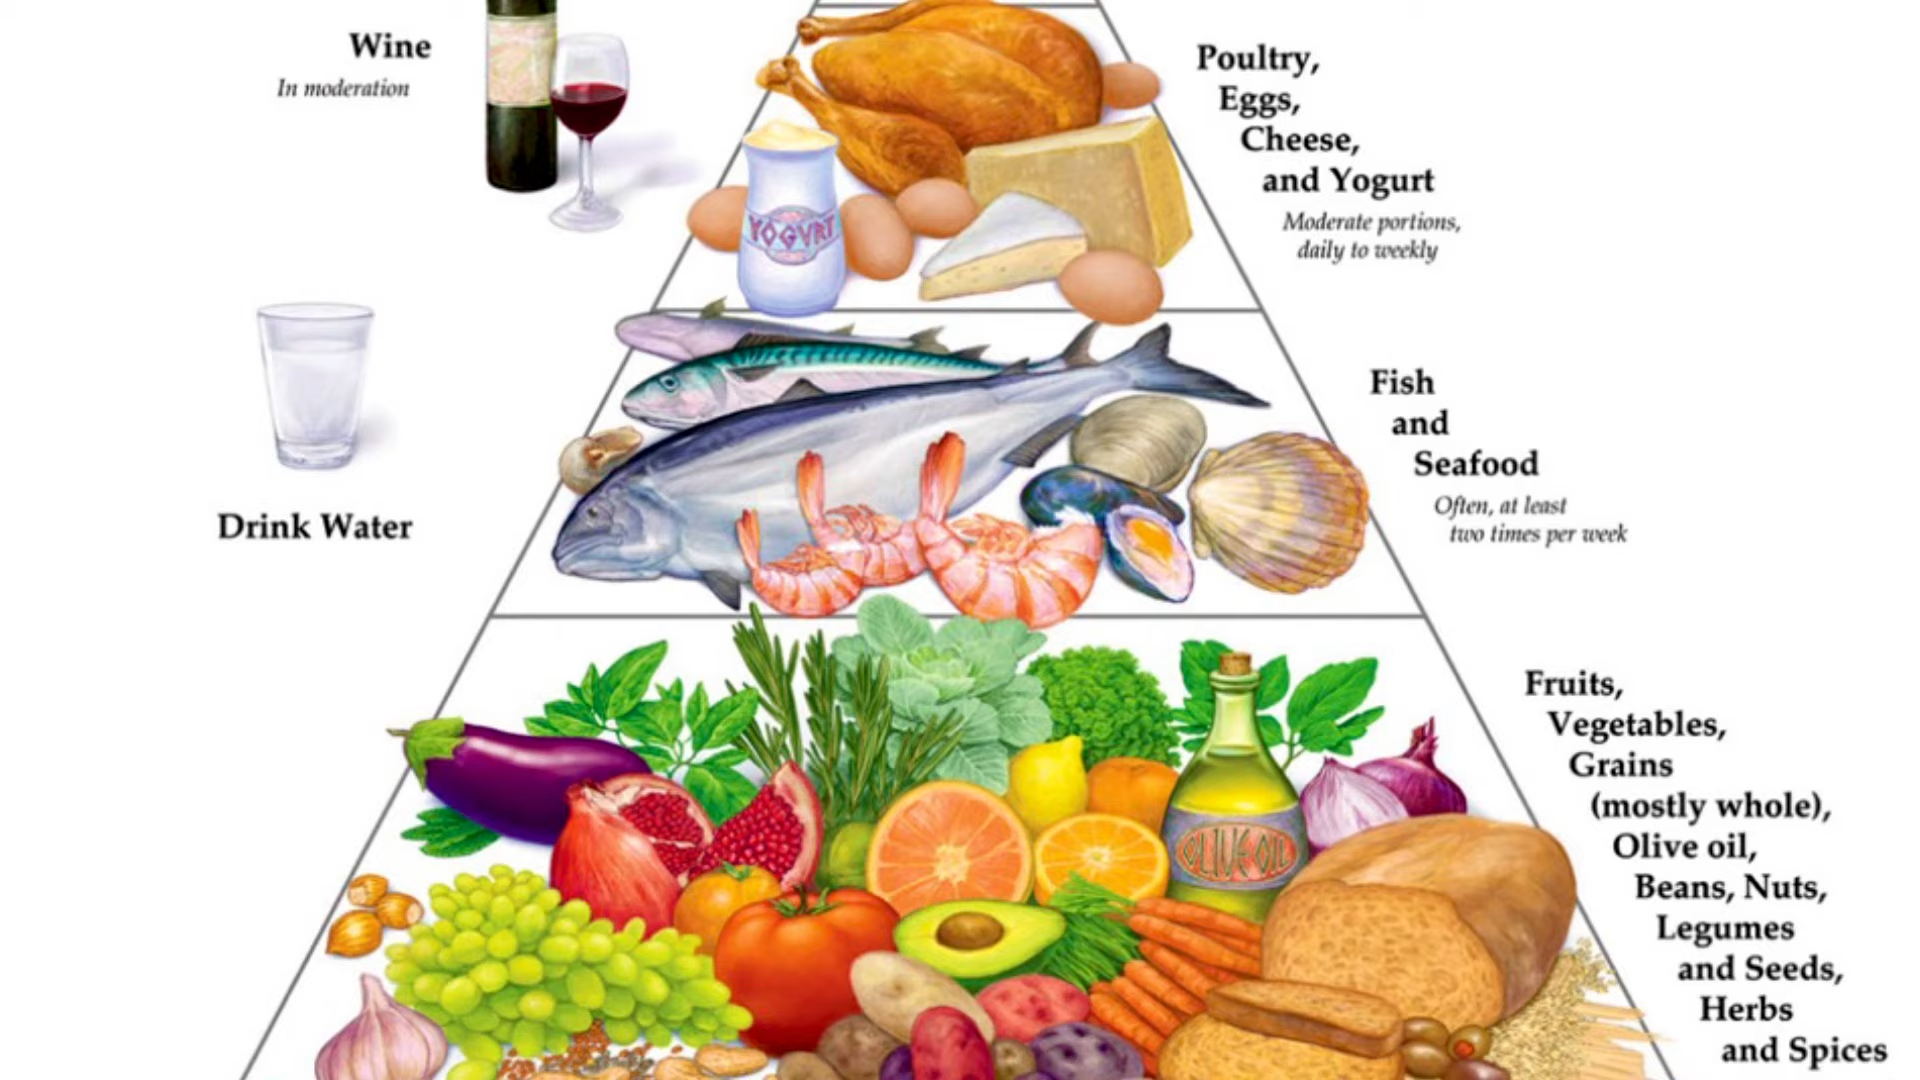 Wine
In moderation
Poultry,
Eggs,
Cheese,
and Yogurt
Moderate portions,
daily to weekly
YOGVRT
Drink Water
Fish
and
Seafood
Often, at least
two times per week
Fruits,
Vegetables,
Grains
(mostly whole),
Olive oil,
Beans, Nuts,
Legumes
and Seeds,
Herbs
and Spices
OLIVE OIL